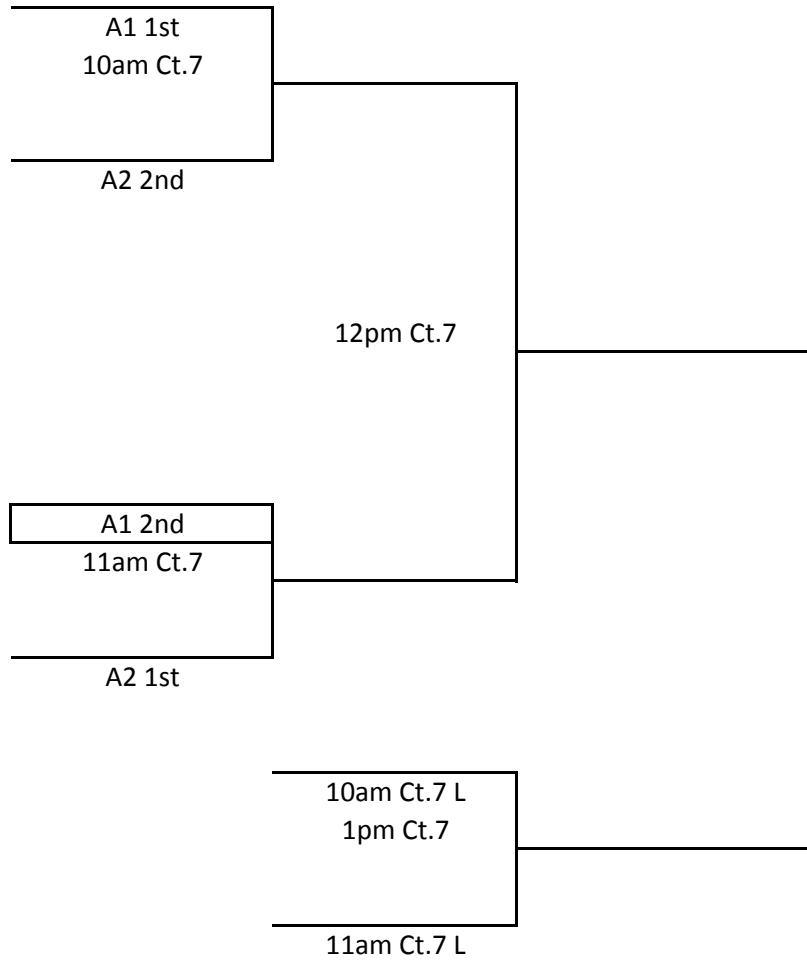 A1 1st
10am Ct.7
A2 2nd
12pm Ct.7
A1 2nd
11am Ct.7
A2 1st
10am Ct.7 L
1pm Ct.7
11am Ct.7 L